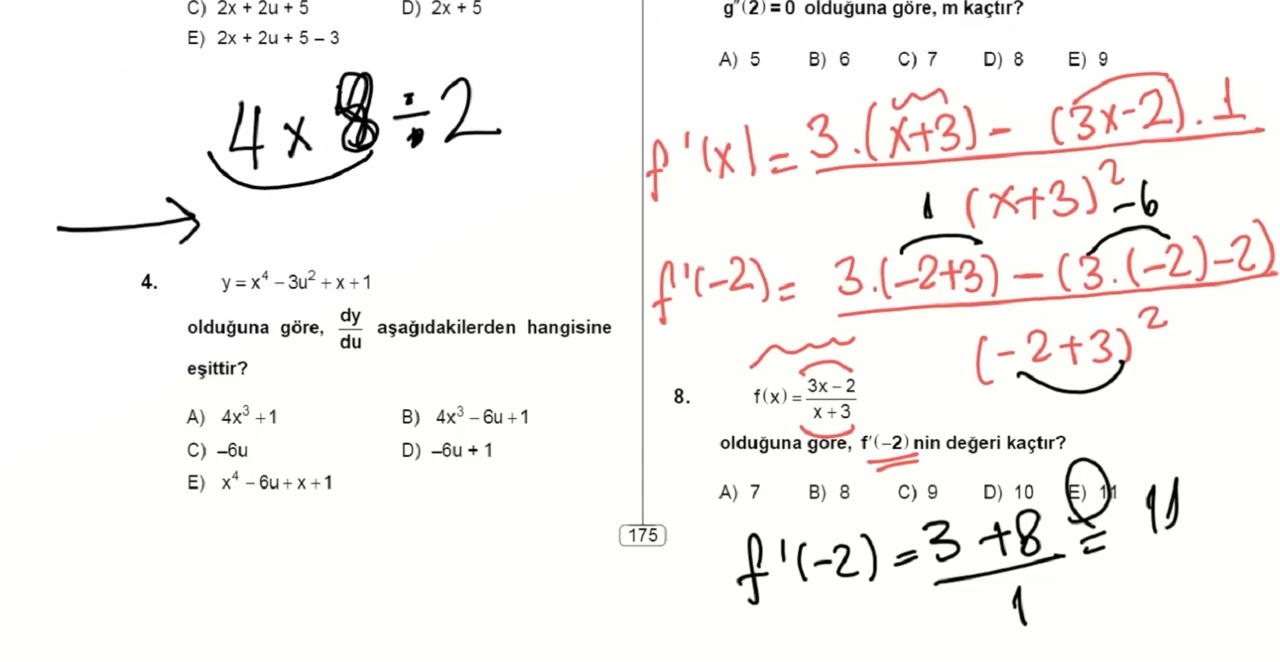 C) 2x + 2u + 5 D) 2x + 5
E) 2x + 2u + 5 – 3
4 x 8 ÷ 2
4. y = x⁴ – 3u² + x + 1
olduğuna göre, dy/du aşağıdakilerden hangisine
eşittir?
A) 4x³ + 1 B) 4x³ – 6u + 1
C) –6u D) –6u + 1
E) x⁴ – 6u + x + 1
175
g″(2) = 0 olduğuna göre, m kaçtır?
A) 5 B) 6 C) 7 D) 8 E) 9
f'(x) = 3.(x+3) - (3x-2).1
(x+3)²
1 -6
f'(-2) = 3.(-2+3) - (3.(-2)-2)
(-2+3)²
8. f(x) = 3x – 2
x + 3
olduğuna göre, f′(–2) nin değeri kaçtır?
A) 7 B) 8 C) 9 D) 10 E) 11
f'(-2) = 3 + 8 = 11
1